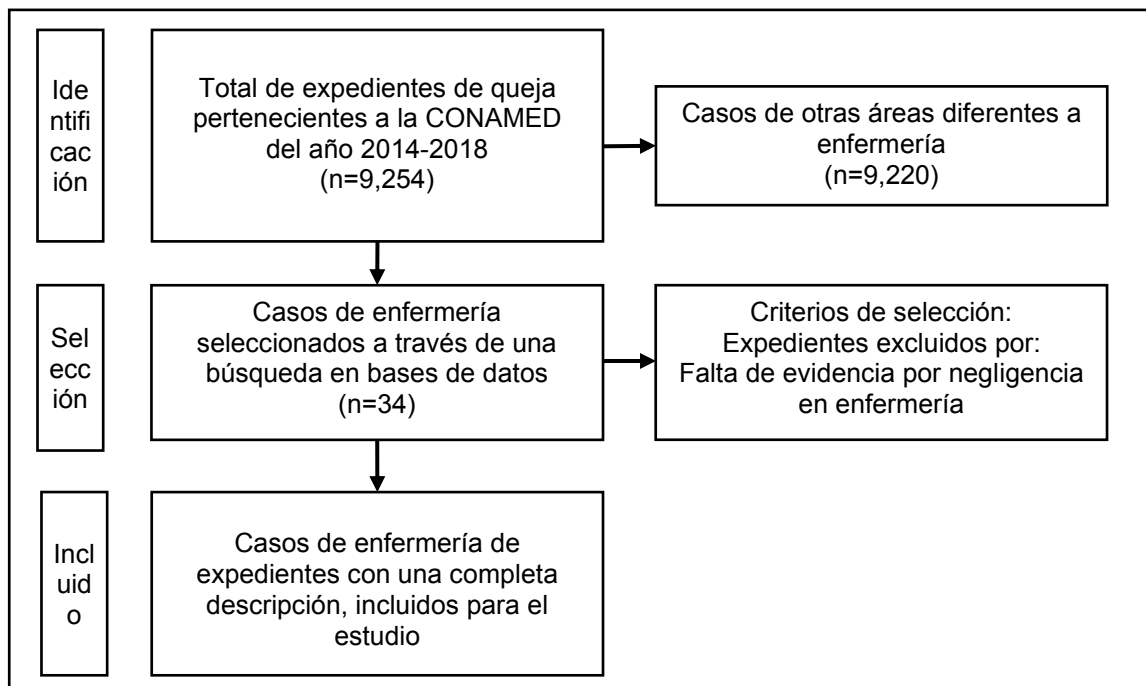 Ide
ntifi
cac
ión
Total de expedientes de queja
pertenecientes a la CONAMED
del año 2014-2018
(n=9,254)
Casos de otras áreas diferentes a
enfermería
(n=9,220)
Sel
ecc
ión
Casos de enfermería
seleccionados a través de una
búsqueda en bases de datos
(n=34)
Criterios de selección:
Expedientes excluidos por:
Falta de evidencia por negligencia
en enfermería
Incl
uid
o
Casos de enfermería de
expedientes con una completa
descripción, incluidos para el
estudio